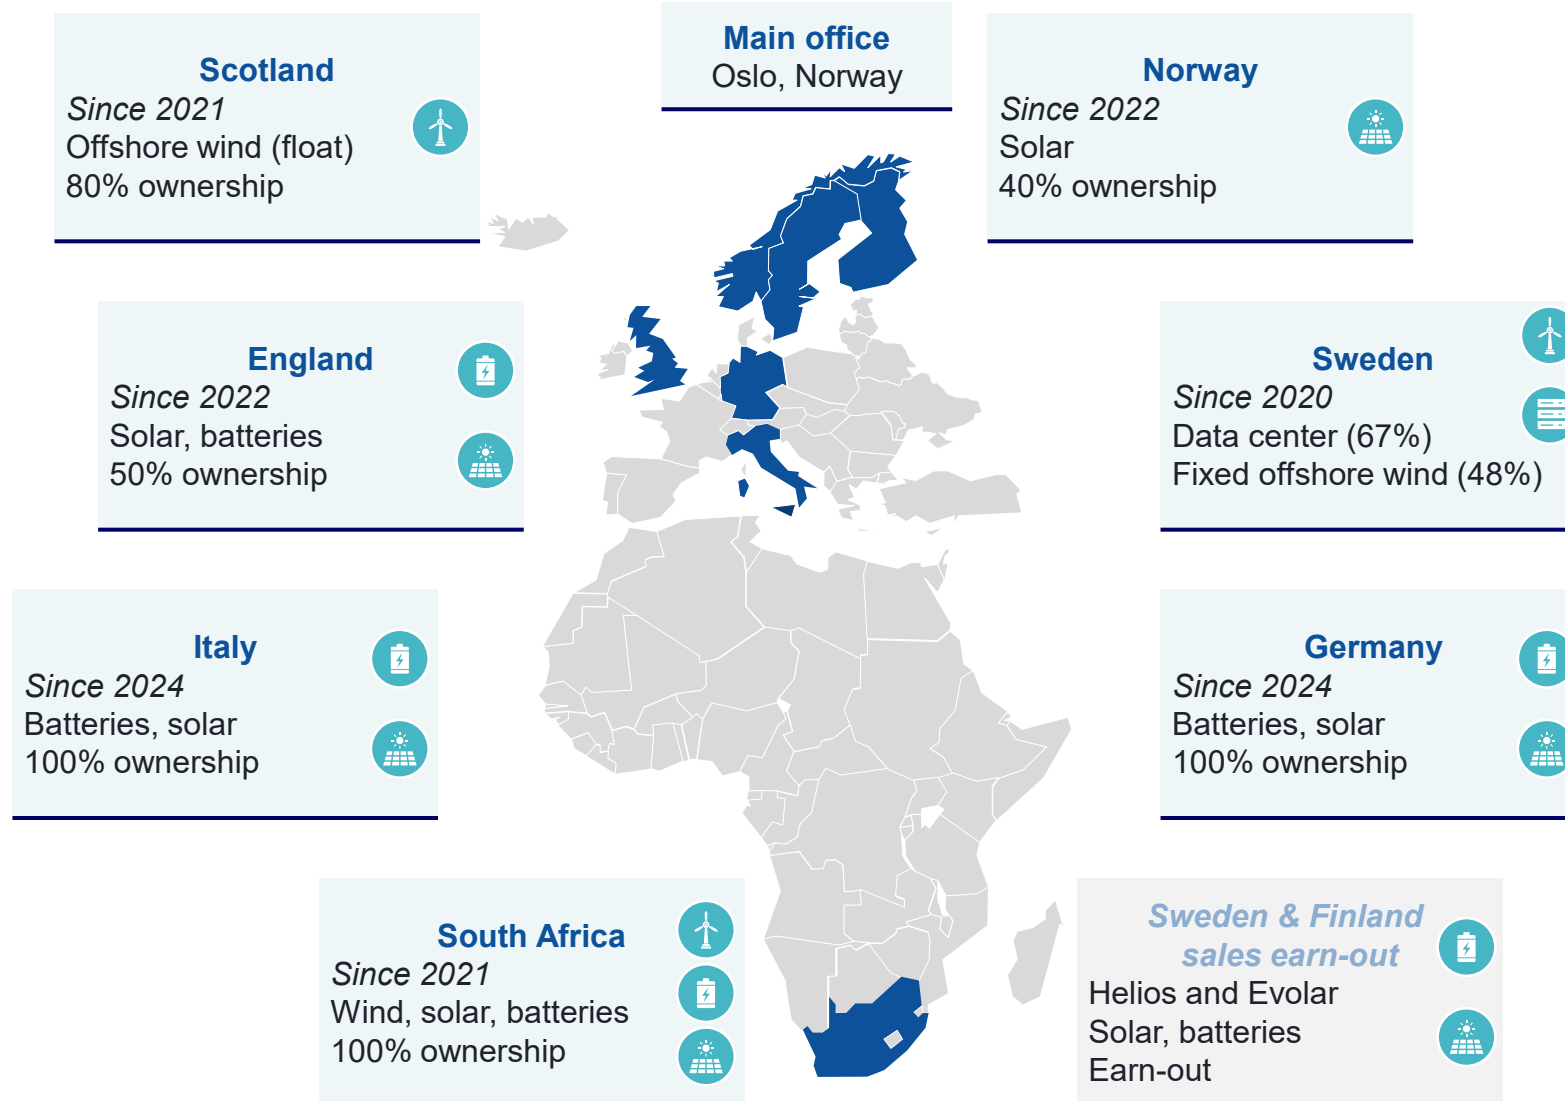 Main office
Oslo, Norway
Scotland
Since 2021
Offshore wind (float)
80% ownership
Norway
Since 2022
Solar
40% ownership
England
Since 2022
Solar, batteries
50% ownership
Sweden
Since 2020
Data center (67%)
Fixed offshore wind (48%)
Italy
Since 2024
Batteries, solar
100% ownership
Germany
Since 2024
Batteries, solar
100% ownership
South Africa
Since 2021
Wind, solar, batteries
100% ownership
Sweden & Finland
sales earn-out
Helios and Evolar
Solar, batteries
Earn-out